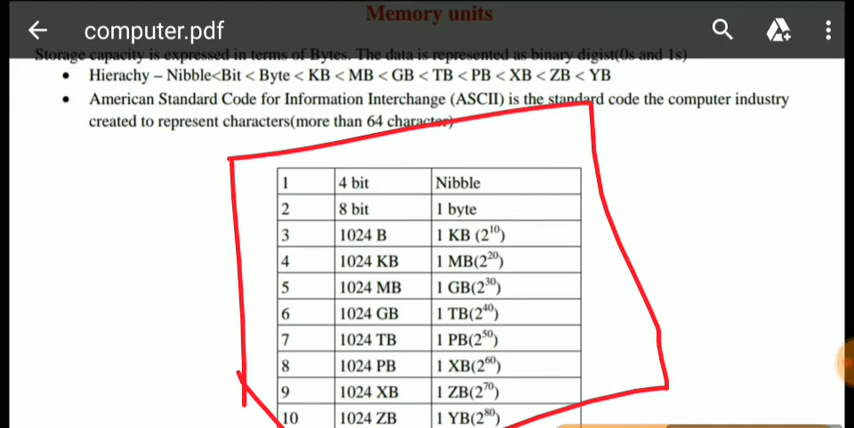 Memory units
computer.pdf
Storage capacity is expressed in terms of Bytes. The data is represented as binary digist(0s and 1s)
• Hierachy – Nibble<Bit < Byte < KB < MB < GB < TB < PB < XB < ZB < YB
• American Standard Code for Information Interchange (ASCII) is the standard code the computer industry
created to represent characters(more than 64 character)
1 4 bit Nibble
2 8 bit 1 byte
3 1024 B 1 KB (2¹⁰)
4 1024 KB 1 MB(2²⁰)
5 1024 MB 1 GB(2³⁰)
6 1024 GB 1 TB(2⁴⁰)
7 1024 TB 1 PB(2⁵⁰)
8 1024 PB 1 XB(2⁶⁰)
9 1024 XB 1 ZB(2⁷⁰)
10 1024 ZB 1 YB(2⁸⁰)